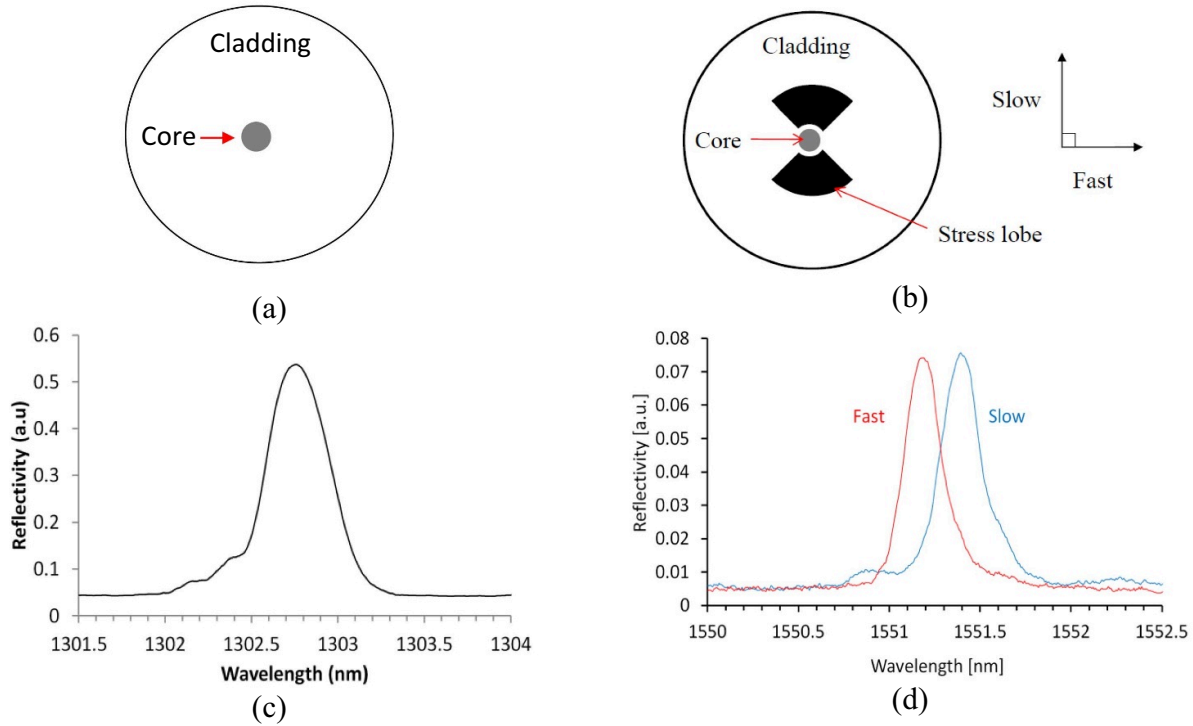 Cladding
Core
(a)
Cladding
Core
Stress lobe
Slow
Fast
(b)
0.6
0.5
0.4
0.3
0.2
0.1
0
Reflectivity (a.u)
1301.5 1302 1302.5 1303 1303.5 1304
Wavelength (nm)
(c)
0.08
0.07
0.06
0.05
0.04
0.03
0.02
0.01
0
Reflectivity [a.u.]
Fast
Slow
1550 1550.5 1551 1551.5 1552 1552.5
Wavelength [nm]
(d)